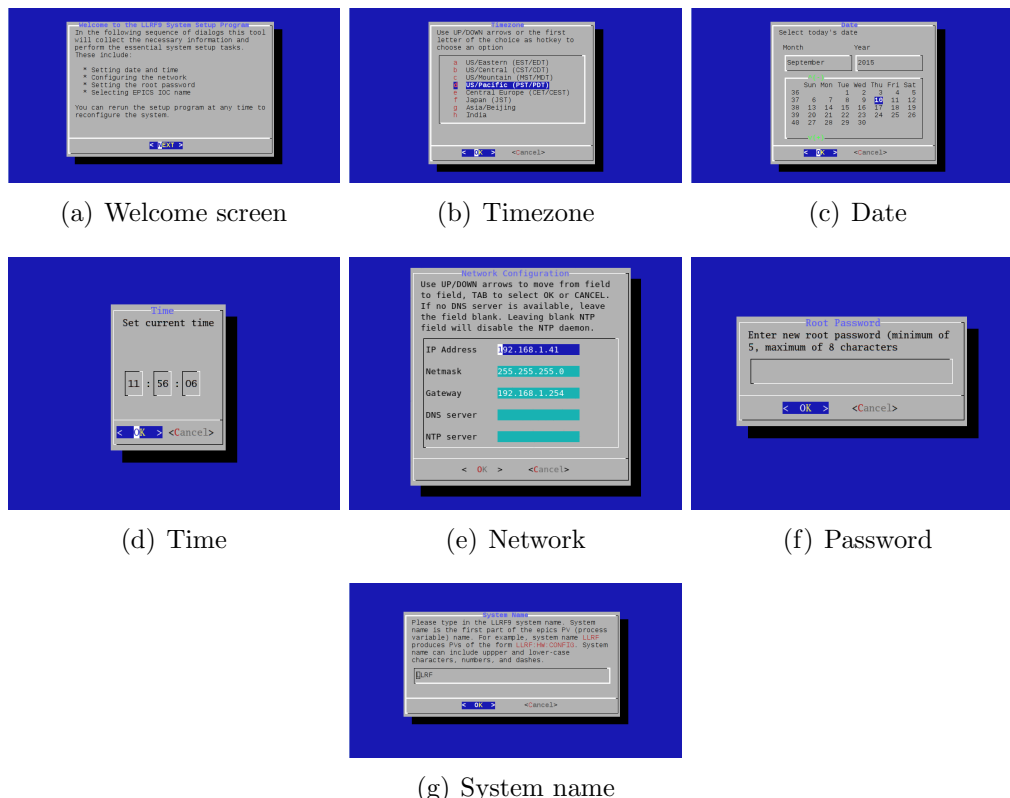 Welcome to the LLRF9 System Setup Program
In the following sequence of dialogs this tool
will collect the necessary information and
perform the essential system setup tasks.
These include:
* Setting date and time
* Configuring the network
* Setting the root password
* Selecting EPICS IOC name
You can rerun the setup program at any time to
reconfigure the system.
< NEXT >
(a) Welcome screen
Timezone
Use UP/DOWN arrows or the first
letter of the choice as hotkey to
choose an option
a US/Eastern (EST/EDT)
b US/Central (CST/CDT)
c US/Mountain (MST/MDT)
d US/Pacific (PST/PDT)
e Central Europe (CET/CEST)
f Japan (JST)
g Asia/Beijing
h India
< OK > <Cancel>
(b) Timezone
Date
Select today's date
Month Year
September 2015
Sun Mon Tue Wed Thu Fri Sat
36 1 2 3 4 5
37 6 7 8 9 10 11 12
38 13 14 15 16 17 18 19
39 20 21 22 23 24 25 26
40 27 28 29 30
< OK > <Cancel>
(c) Date
Time
Set current time
11 : 56 : 06
< OK > <Cancel>
(d) Time
Network Configuration
Use UP/DOWN arrows to move from field
to field, TAB to select OK or CANCEL.
If no DNS server is available, leave
the field blank. Leaving blank NTP
field will disable the NTP daemon.
IP Address 192.168.1.41
Netmask 255.255.255.0
Gateway 192.168.1.254
DNS server
NTP server
< OK > <Cancel>
(e) Network
Root Password
Enter new root password (minimum of
5, maximum of 8 characters
< OK > <Cancel>
(f) Password
System Name
Please type in the LLRF9 system name. System
name is the first part of the epics PV (process
variable) name. For example, system name LLRF
produces PVs of the form LLRF:HW:CONFIG. System
name can include uppper and lower-case
characters, numbers, and dashes.
LLRF
< OK > <Cancel>
(g) System name